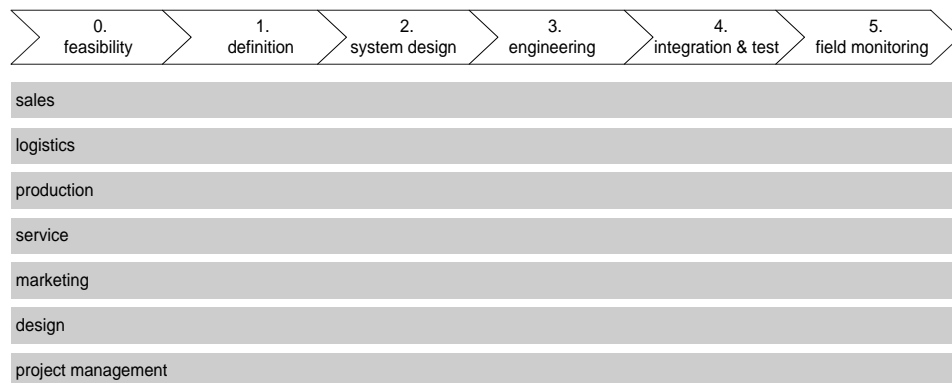 0.
feasibility
1.
definition
2.
system design
3.
engineering
4.
integration & test
5.
field monitoring
sales
logistics
production
service
marketing
design
project management